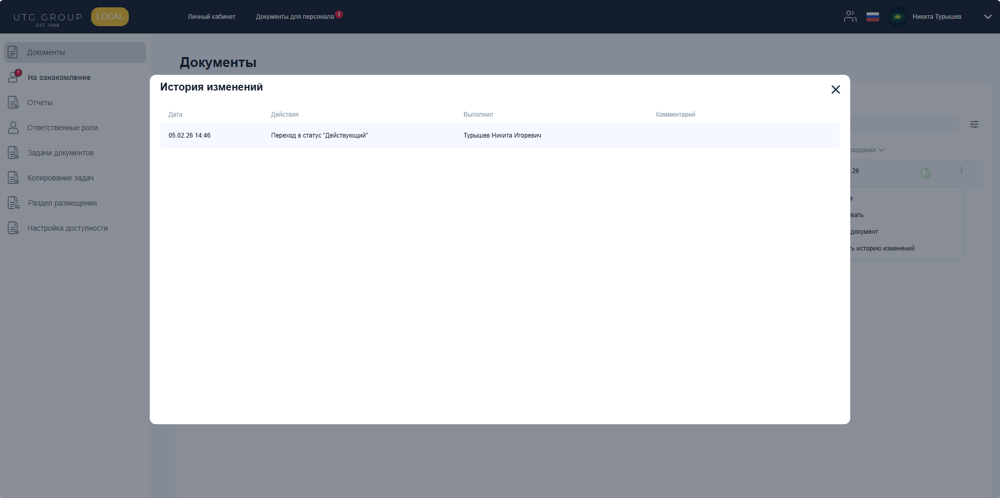 UTG GROUP
EST. 1998
LOCAL
Личный кабинет
Документы для персонала
1
Никита Турышев
Документы
1
На ознакомление
Отчеты
Ответственные роли
Задачи документов
Копирование задач
Раздел размещения
Настройка доступности
Документы
История изменений
Дата Действия Выполнил Комментарий
05.02.26 14:46 Переход в статус "Действующий" Турышев Никита Игоревич
создания
.26
е
вать
документ
ть историю изменений